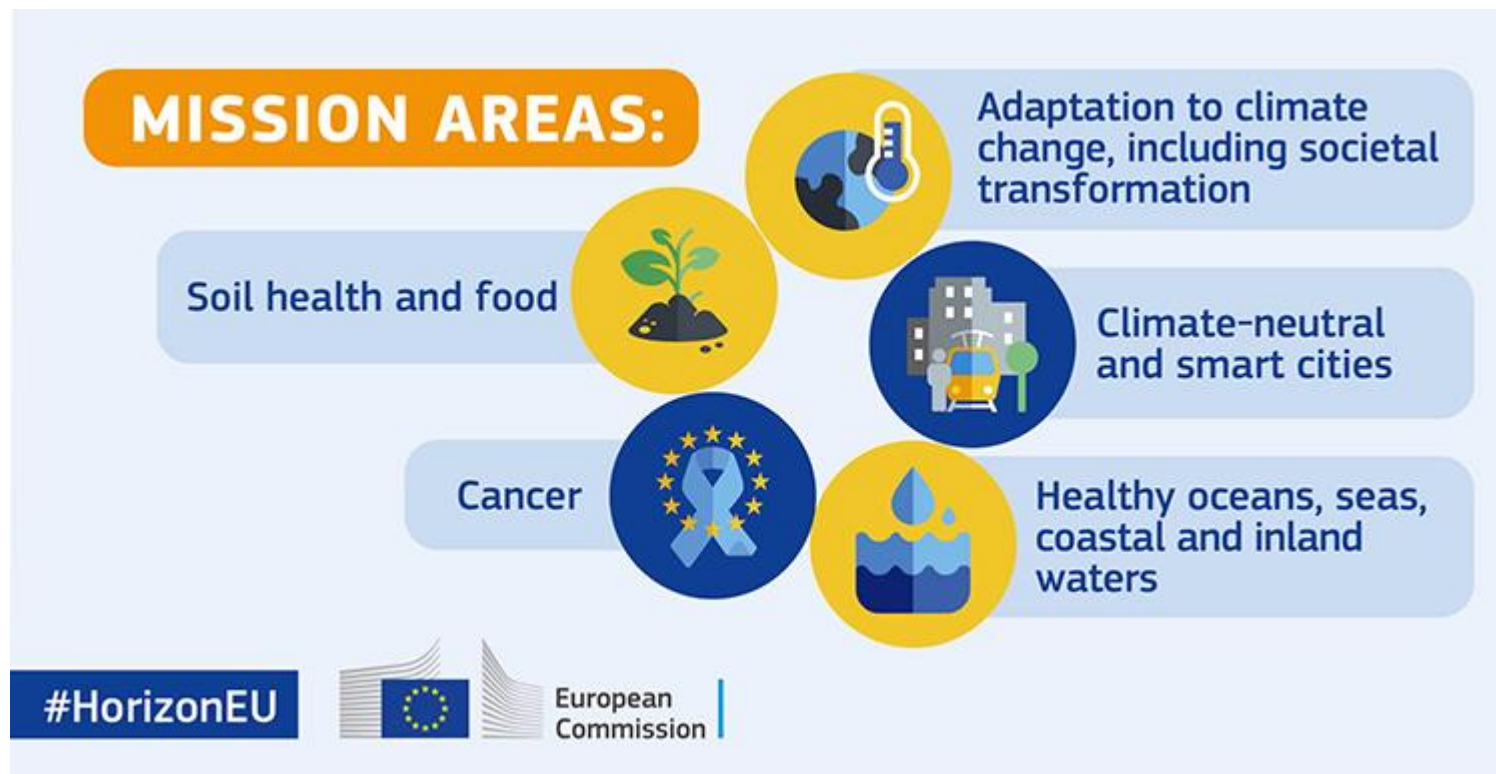 MISSION AREAS:
Adaptation to climate
change, including societal
transformation
Soil health and food
Climate-neutral
and smart cities
Cancer
Healthy oceans, seas,
coastal and inland
waters
#HorizonEU
European
Commission